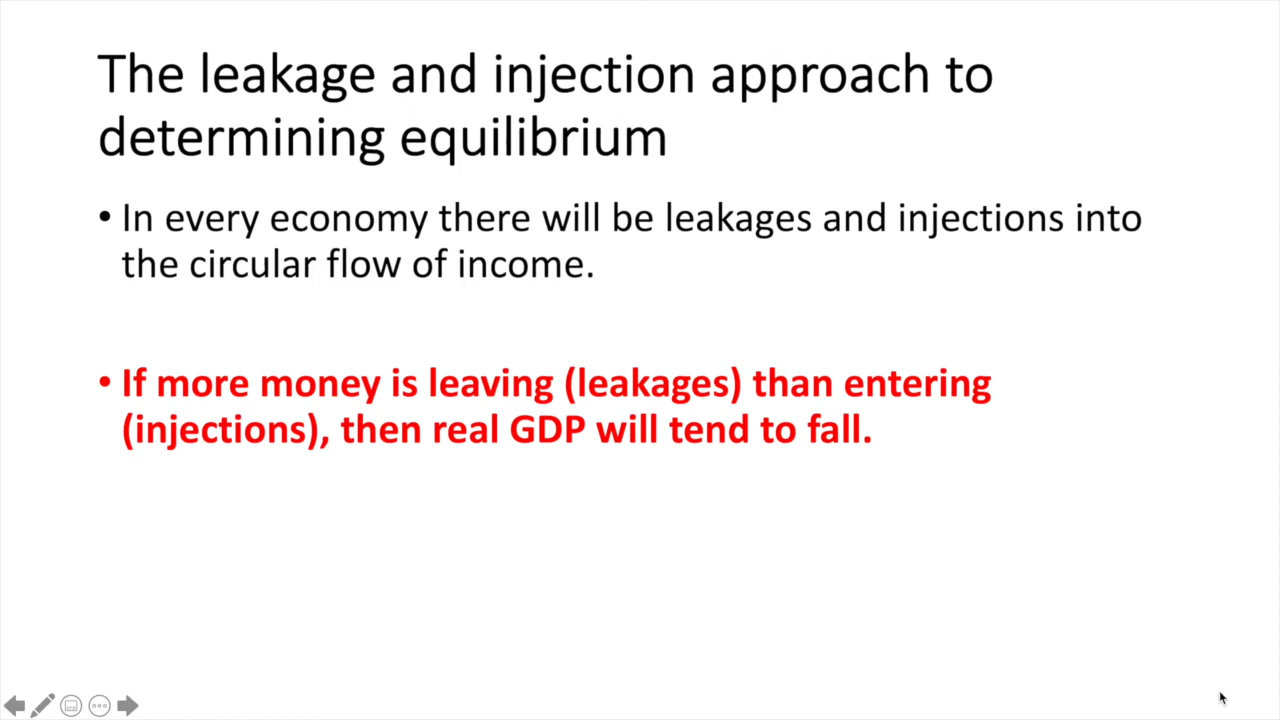 The leakage and injection approach to
determining equilibrium
• In every economy there will be leakages and injections into
the circular flow of income.
• If more money is leaving (leakages) than entering
(injections), then real GDP will tend to fall.